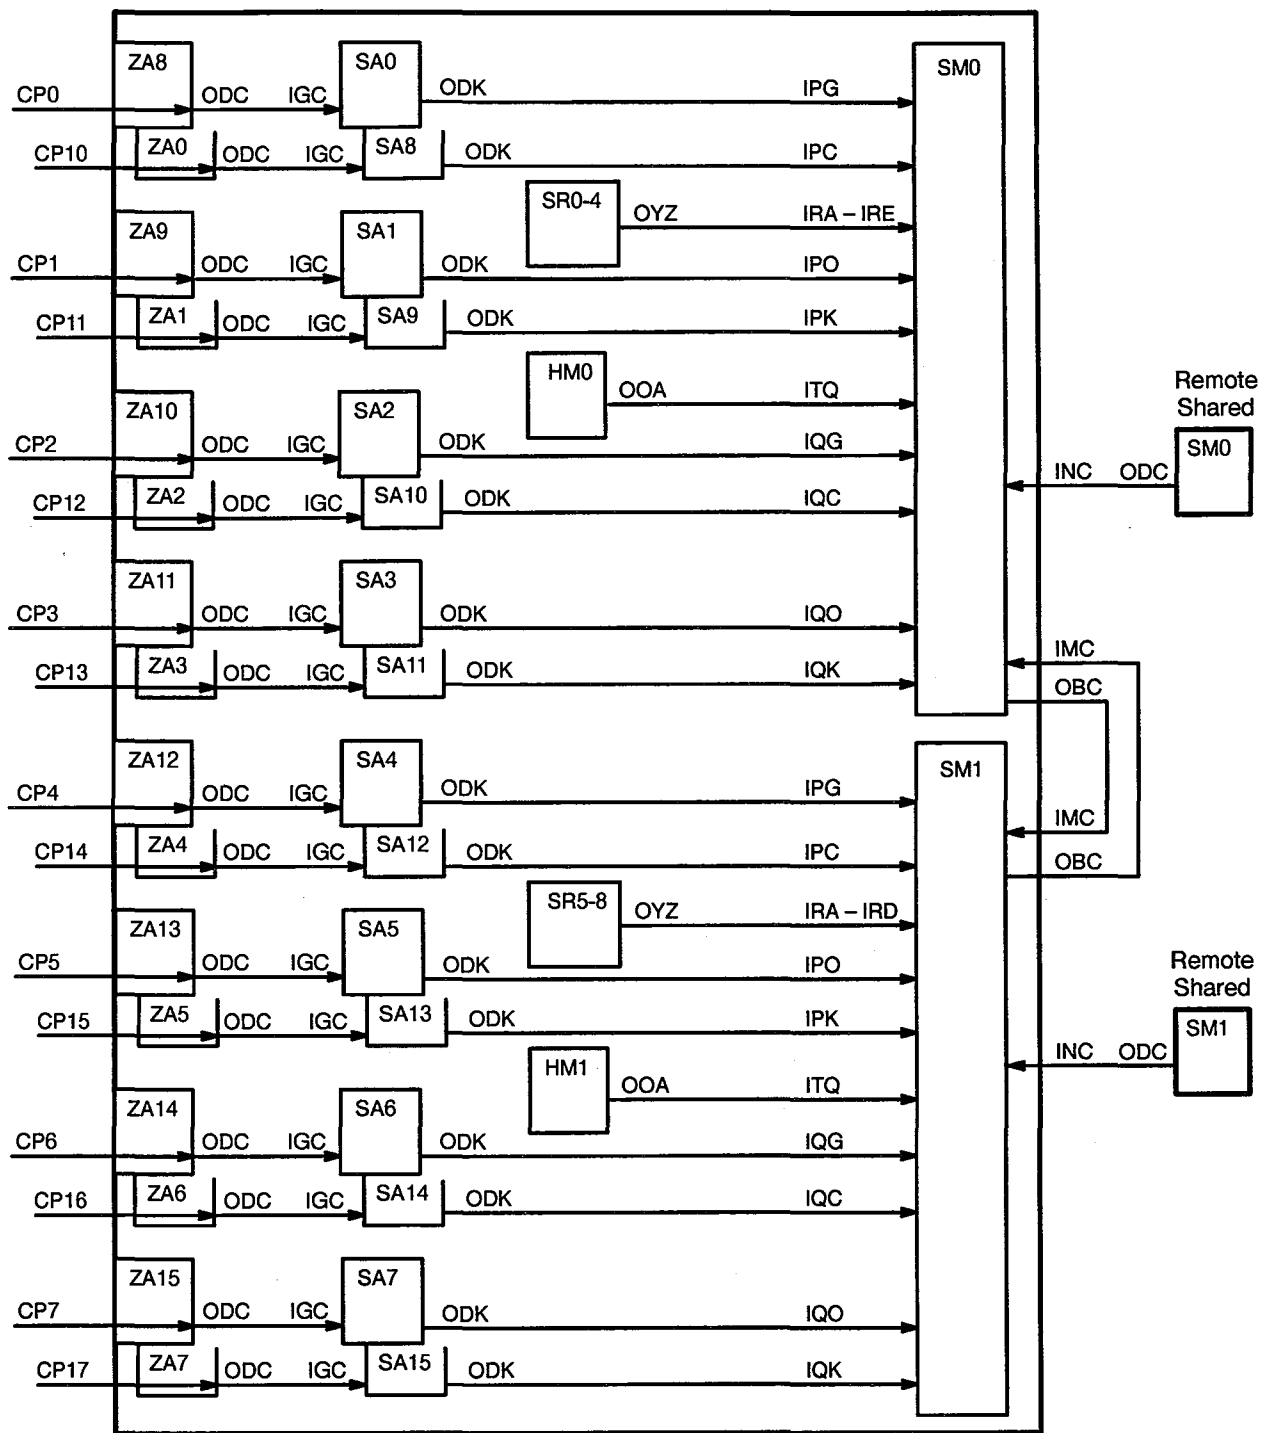 ZA8 SA0 SM0
CP0 ODC IGC ODK IPG
ZA0 SA8
CP10 ODC IGC ODK IPC
SR0-4
OYZ IRA – IRE
ZA9 SA1
CP1 ODC IGC ODK IPO
ZA1 SA9
CP11 ODC IGC ODK IPK
HM0
OOA ITQ
Remote
Shared
ZA10 SA2
CP2 ODC IGC ODK IQG
SM0
INC ODC
ZA2 SA10
CP12 ODC IGC ODK IQC
ZA11 SA3
CP3 ODC IGC ODK IQO
IMC
ZA3 SA11
CP13 ODC IGC ODK IQK
OBC
ZA12 SA4 SM1
CP4 ODC IGC ODK IPG
IMC
ZA4 SA12
CP14 ODC IGC ODK IPC
OBC
SR5-8
OYZ IRA – IRD
ZA13 SA5
CP5 ODC IGC ODK IPO
Remote
Shared
ZA5 SA13
CP15 ODC IGC ODK IPK
SM1
INC ODC
HM1
OOA ITQ
ZA14 SA6
CP6 ODC IGC ODK IQG
ZA6 SA14
CP16 ODC IGC ODK IQC
ZA15 SA7
CP7 ODC IGC ODK IQO
ZA7 SA15
CP17 ODC IGC ODK IQK